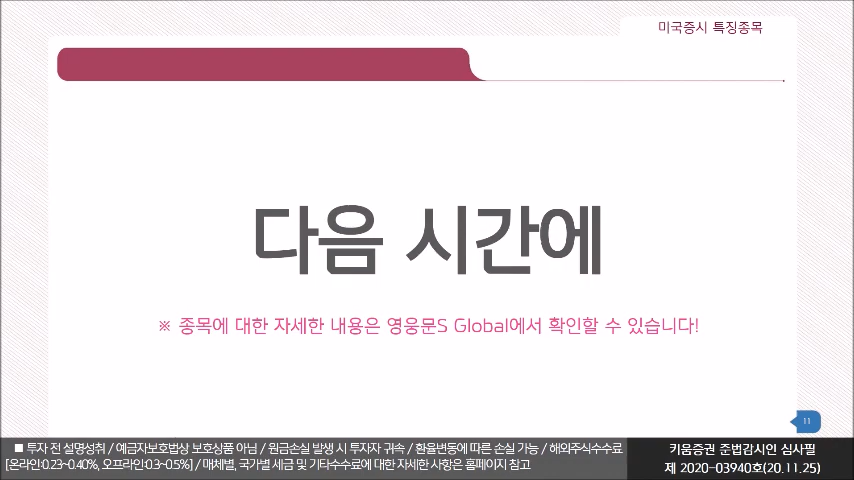 미국증시 특징종목
다음 시간에
※ 종목에 대한 자세한 내용은 영웅문S Global에서 확인할 수 있습니다!
11
■ 투자 전 설명청취 / 예금자보호법상 보호상품 아님 / 원금손실 발생 시 투자자 귀속 / 환율변동에 따른 손실 가능 / 해외주식수수료
[온라인:0.23~0.40%, 오프라인:0.3~0.5%] / 매체별, 국가별 세금 및 기타수수료에 대한 자세한 사항은 홈페이지 참고
키움증권 준법감시인 심사필
제 2020-03940호(20.11.25)